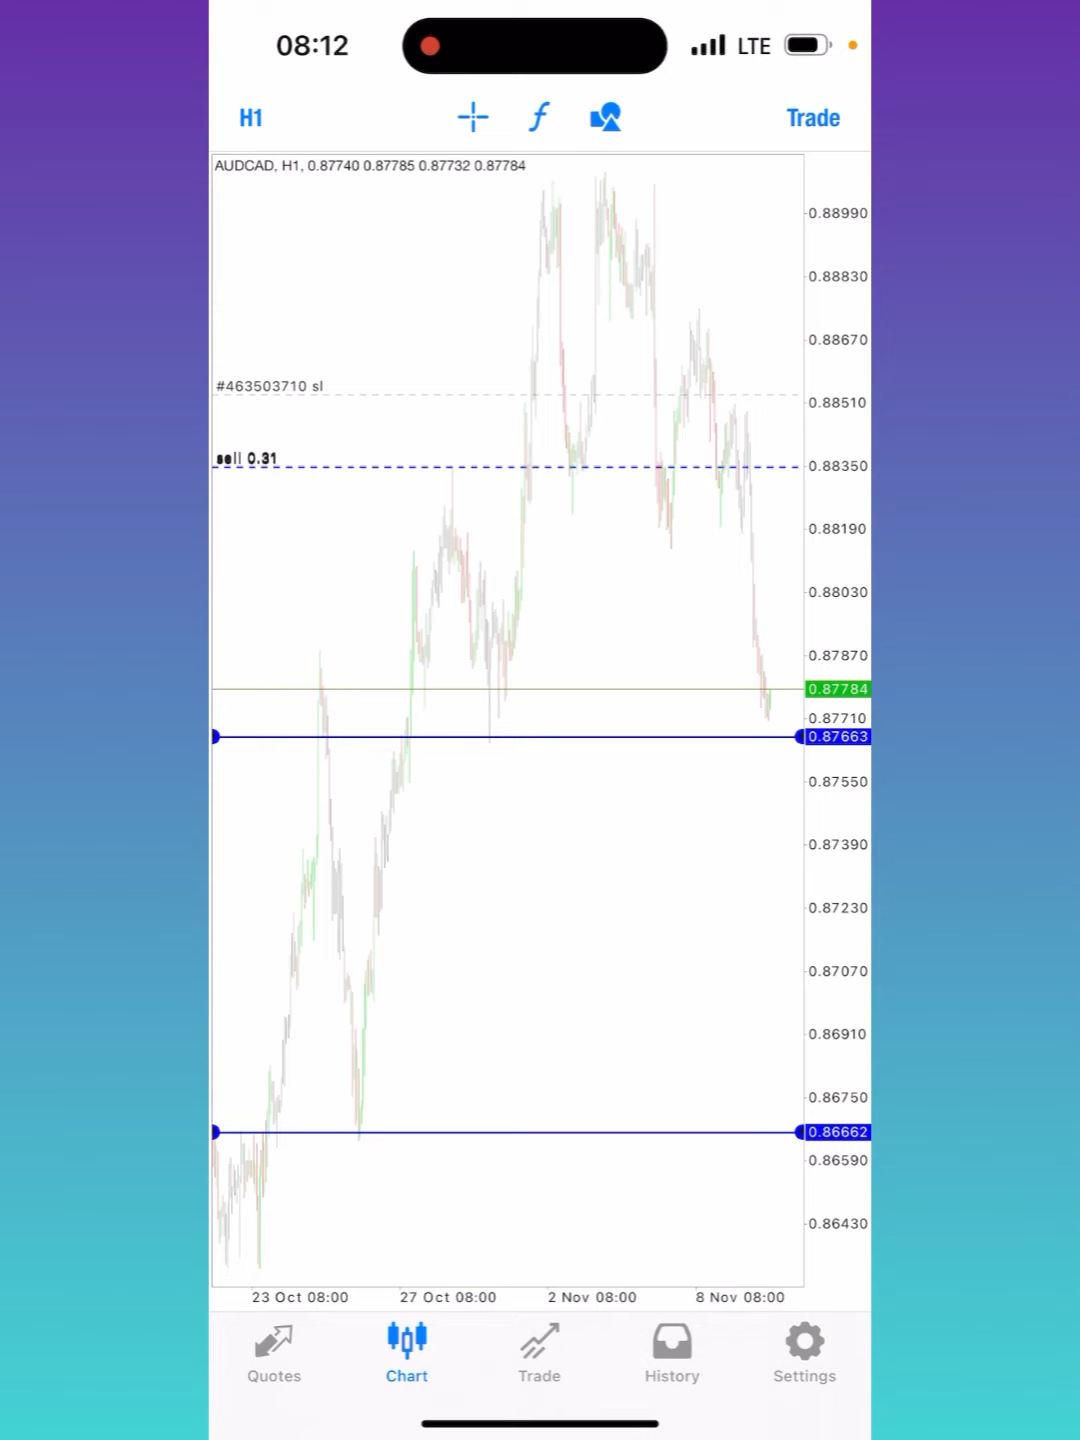 08:12
LTE
H1
Trade
AUDCAD, H1, 0.87740 0.87785 0.87732 0.87784
0.88990
0.88830
0.88670
#463503710 sl
0.88510
sell 0.31
0.88350
0.88190
0.88030
0.87870
0.87784
0.87710
0.87663
0.87550
0.87390
0.87230
0.87070
0.86910
0.86750
0.86662
0.86590
0.86430
23 Oct 08:00
27 Oct 08:00
2 Nov 08:00
8 Nov 08:00
Quotes
Chart
Trade
History
Settings